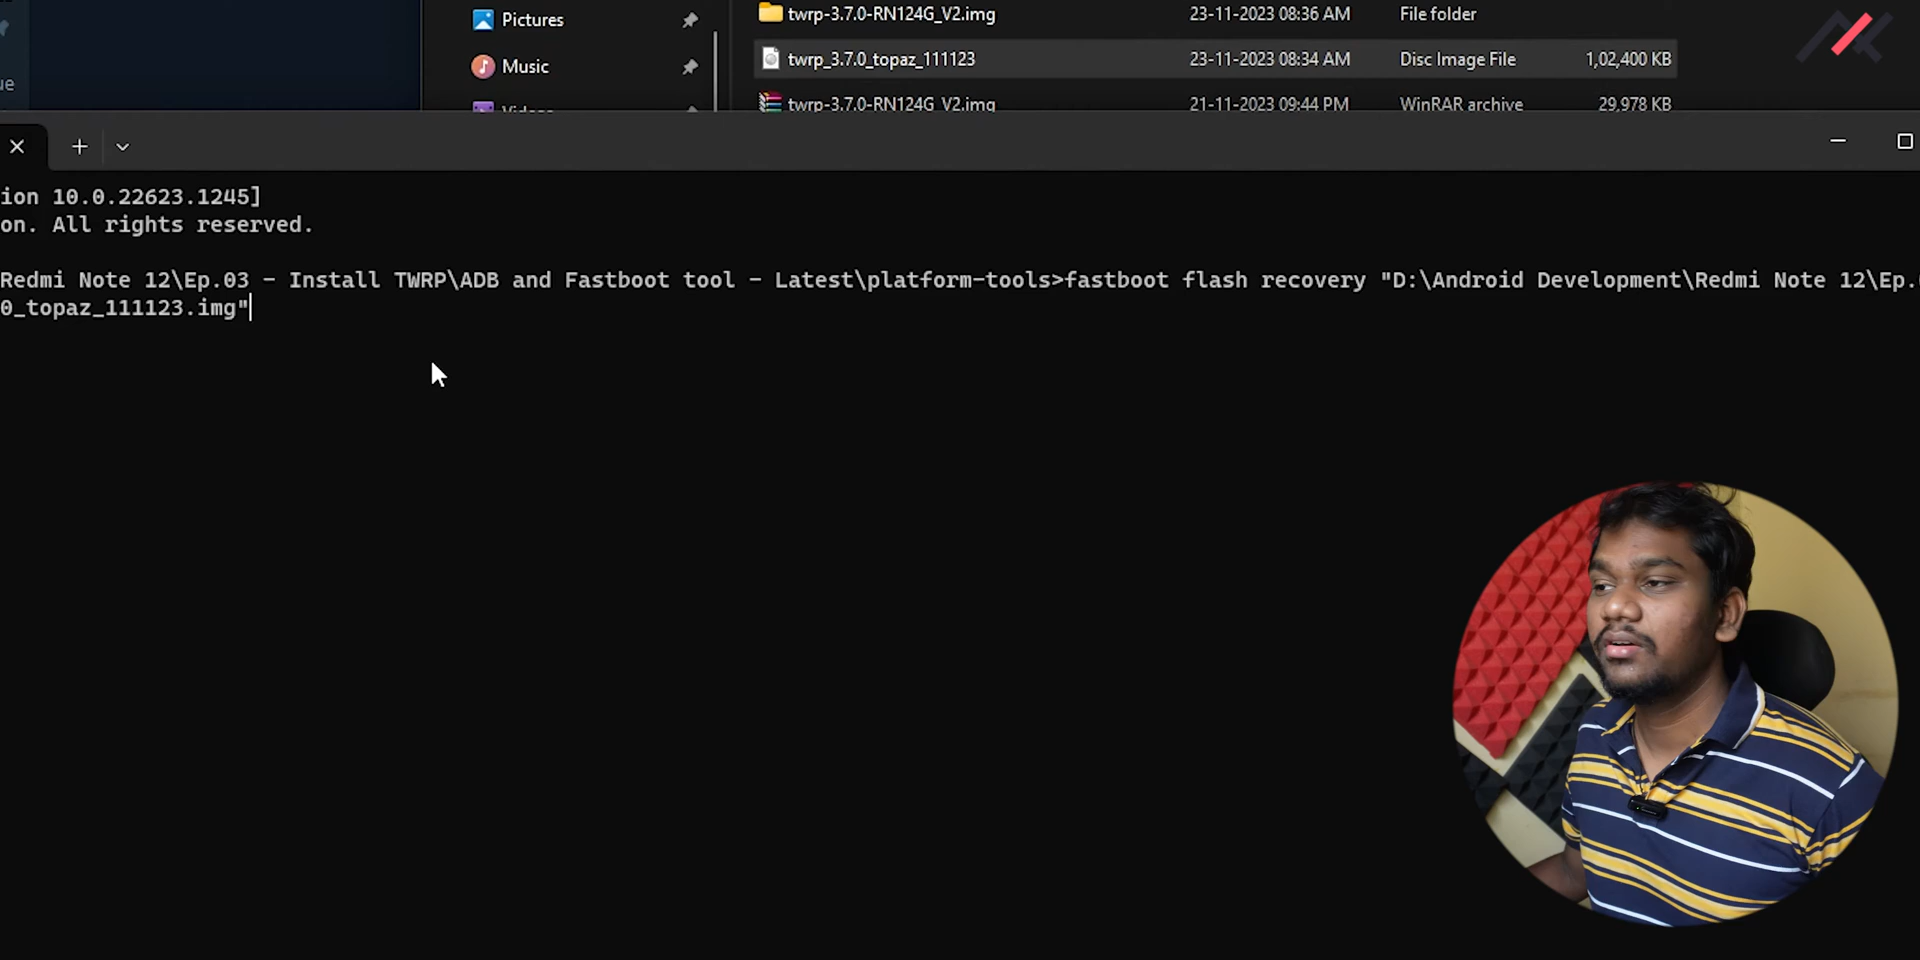 Pictures
twrp-3.7.0-RN124G_V2.img 23-11-2023 08:36 AM File folder
ue
Music
twrp_3.7.0_topaz_111123 23-11-2023 08:34 AM Disc Image File 1,02,400 KB
Videos
twrp-3.7.0-RN124G_V2.img 21-11-2023 09:44 PM WinRAR archive 29,978 KB
ion 10.0.22623.1245]
on. All rights reserved.
Redmi Note 12\Ep.03 - Install TWRP\ADB and Fastboot tool - Latest\platform-tools>fastboot flash recovery "D:\Android Development\Redmi Note 12\Ep.
0_topaz_111123.img"